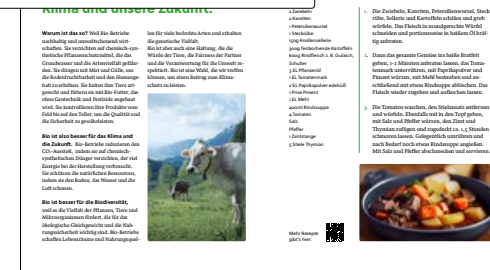 Klima und unsere Zukunft.
Warum ist das so? Weil Bio-Betriebe
nachhaltig und umweltschonend wirt-
schaften. Sie verzichten auf chemisch-syn-
thetische Pflanzenschutzmittel, die das
Grundwasser und die Artenvielfalt gefähr-
den. Sie düngen mit Mist und Gülle, um
die Bodenfruchtbarkeit und den Humusge-
halt zu erhöhen. Sie halten ihre Tiere art-
gerecht und füttern sie mit Bio-Futter, das
ohne Gentechnik und Pestizide angebaut
wird. Sie kontrollieren ihre Produkte vom
Feld bis auf den Teller, um die Qualität und
die Sicherheit zu gewährleisten.
Bio ist also besser für das Klima und
die Zukunft. Bio-Betriebe reduzieren den
CO₂-Ausstoß, indem sie auf chemisch-
synthetischen Dünger verzichten, der viel
Energie bei der Herstellung verbraucht.
Sie schützen die natürlichen Ressourcen,
indem sie den Boden, das Wasser und die
Luft schonen.
Bio ist besser für die Biodiversität,
weil es die Vielfalt der Pflanzen, Tiere und
Mikroorganismen fördert, die für das
ökologische Gleichgewicht und die Nah-
rungssicherheit wichtig sind. Bio-Betriebe
schaffen Lebensräume und Nahrungsquel-
len für viele bedrohte Arten und erhalten
die genetische Vielfalt.
Bio ist aber auch eine Haltung, die die
Würde der Tiere, die Fairness der Partner
und die Verantwortung für die Umwelt re-
spektiert. Bio ist eine Wahl, die wir treffen
können, um einen Beitrag zum Klima-
schutz zu leisten.
2 Zwiebeln
2 Karotten
1 Petersilienwurzel
1 Steckrübe
150g Knollensellerie
300g festkochende Kartoffeln
600g Rindfleisch z. B. Gulasch,
Schulter
3 EL Pflanzenöl
1 EL Tomatenmark
2 EL Paprikapulver edelsüß
1 Prise Piment
1 EL Mehl
400ml Rindssuppe
4 Tomaten
Salz
Pfeffer
1 Zimtstange
5 Stiele Thymian
Mehr Rezepte
gibt's hier:
1. Die Zwiebeln, Karotten, Petersilienwurzel, Steck
rübe, Sellerie und Kartoffeln schälen und grob
würfeln. Das Fleisch in mundgerechte Würfel
schneiden und portionsweise in heißem Öl kräf-
tig anbraten.
2. Dann das gesamte Gemüse ins heiße Bratfett
geben, 1-2 Minuten anbraten lassen, das Toma-
tenmark unterrühren, mit Paprikapulver und
Piment würzen, mit Mehl bestauben und an-
schließend mit etwas Rindsuppe ablöschen. Das
Fleisch wieder zugeben und aufkochen lassen.
3. Die Tomaten waschen, den Stielansatz entfernen
und würfeln. Ebenfalls mit in den Topf geben,
mit Salz und Pfeffer würzen, den Zimt und
Thymian zufügen und zugedeckt ca. 1,5 Stunden
schmoren lassen. Gelegentlich umrühren und
nach Bedarf noch etwas Rindsuppe angießen.
Mit Salz und Pfeffer abschmecken und servieren.